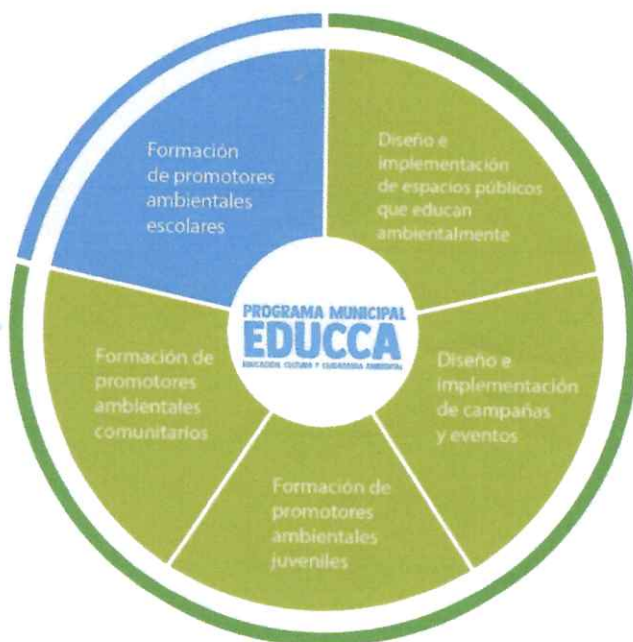 Formación
de promotores
ambientales
escolares
Diseño e
implementación
de espacios públicos
que educan
ambientalmente
PROGRAMA MUNICIPAL
EDUCCA
EDUCACIÓN, CULTURA Y CIUDADANÍA AMBIENTAL
Formación de
promotores
ambientales
comunitarios
Diseño e
implementación
de campañas
y eventos
Formación de
promotores
ambientales
juveniles